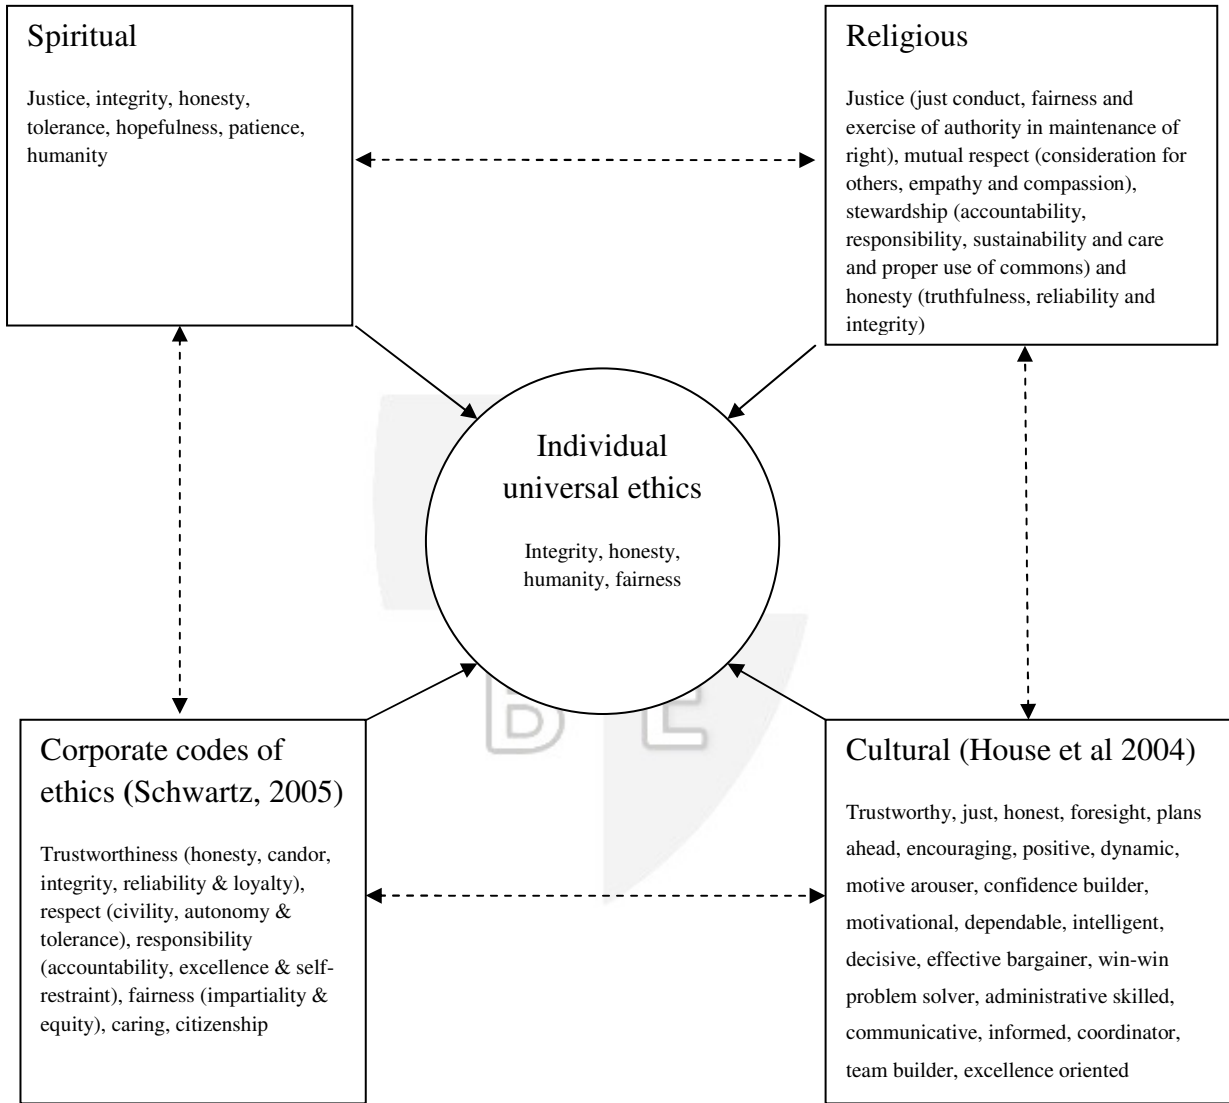 Spiritual
Justice, integrity, honesty,
tolerance, hopefulness, patience,
humanity
Religious
Justice (just conduct, fairness and
exercise of authority in maintenance of
right), mutual respect (consideration for
others, empathy and compassion),
stewardship (accountability,
responsibility, sustainability and care
and proper use of commons) and
honesty (truthfulness, reliability and
integrity)
Individual
universal ethics
Integrity, honesty,
humanity, fairness
B E
Corporate codes of
ethics (Schwartz, 2005)
Trustworthiness (honesty, candor,
integrity, reliability & loyalty),
respect (civility, autonomy &
tolerance), responsibility
(accountability, excellence & self-
restraint), fairness (impartiality &
equity), caring, citizenship
Cultural (House et al 2004)
Trustworthy, just, honest, foresight, plans
ahead, encouraging, positive, dynamic,
motive arouser, confidence builder,
motivational, dependable, intelligent,
decisive, effective bargainer, win-win
problem solver, administrative skilled,
communicative, informed, coordinator,
team builder, excellence oriented